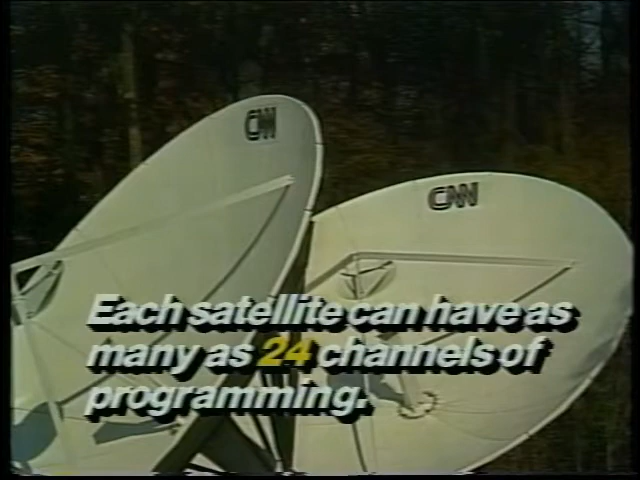 CNN
CNN
Each satellite can have as
many as 24 channels of
programming.